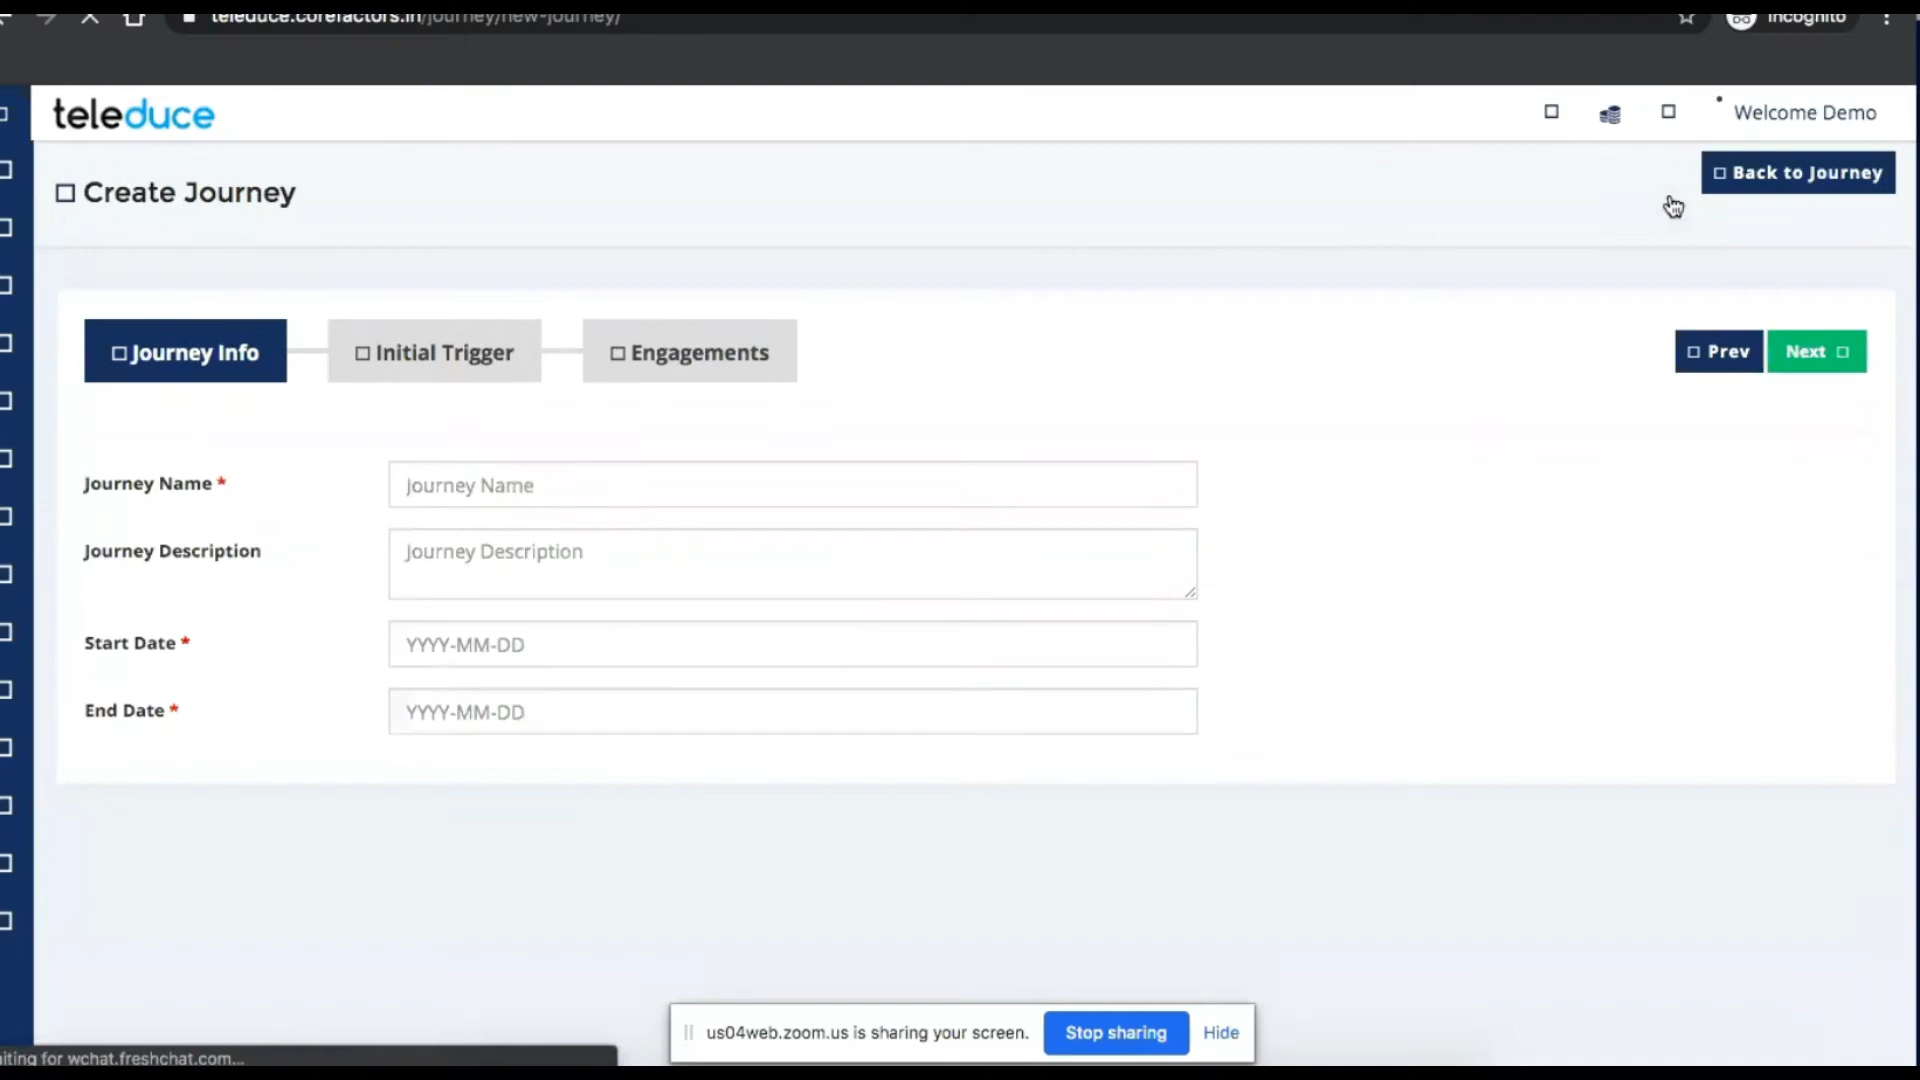 teleduce.corefactors.in/journey/new-journey/
Incognito
teleduce
Welcome Demo
Create Journey
Back to Journey
Journey Info
Initial Trigger
Engagements
Prev
Next
Journey Name *
Journey Name
Journey Description
Journey Description
Start Date *
YYYY-MM-DD
End Date *
YYYY-MM-DD
us04web.zoom.us is sharing your screen.
Stop sharing
Hide
aiting for wchat.freshchat.com...